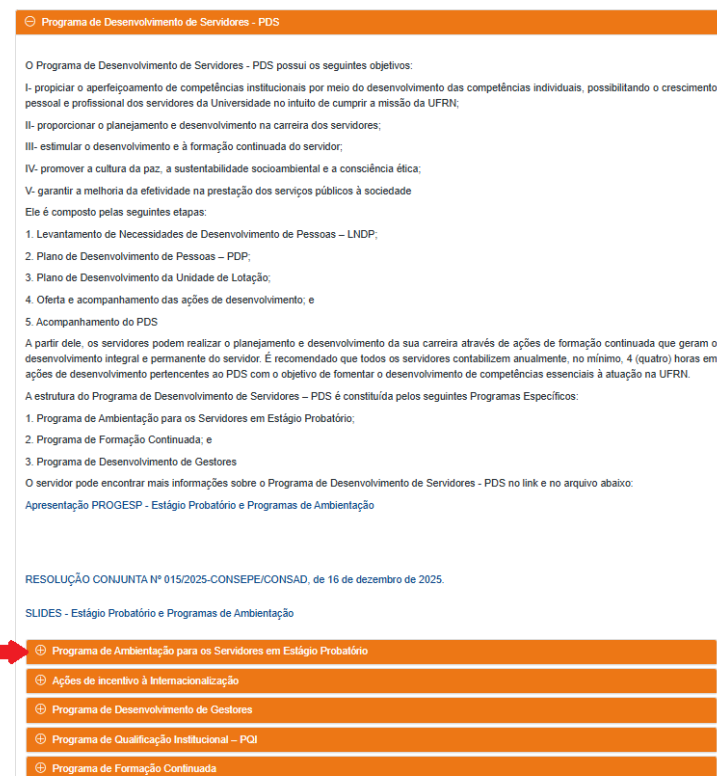 Programa de Desenvolvimento de Servidores - PDS
O Programa de Desenvolvimento de Servidores - PDS possui os seguintes objetivos:
I- propiciar o aperfeiçoamento de competências institucionais por meio do desenvolvimento das competências individuais, possibilitando o crescimento
pessoal e profissional dos servidores da Universidade no intuito de cumprir a missão da UFRN;
II- proporcionar o planejamento e desenvolvimento na carreira dos servidores;
III- estimular o desenvolvimento e à formação continuada do servidor;
IV- promover a cultura da paz, a sustentabilidade socioambiental e a consciência ética;
V- garantir a melhoria da efetividade na prestação dos serviços públicos à sociedade
Ele é composto pelas seguintes etapas:
1. Levantamento de Necessidades de Desenvolvimento de Pessoas – LNDP;
2. Plano de Desenvolvimento de Pessoas – PDP;
3. Plano de Desenvolvimento da Unidade de Lotação;
4. Oferta e acompanhamento das ações de desenvolvimento; e
5. Acompanhamento do PDS
A partir dele, os servidores podem realizar o planejamento e desenvolvimento da sua carreira através de ações de formação continuada que geram o
desenvolvimento integral e permanente do servidor. É recomendado que todos os servidores contabilizem anualmente, no mínimo, 4 (quatro) horas em
ações de desenvolvimento pertencentes ao PDS com o objetivo de fomentar o desenvolvimento de competências essenciais à atuação na UFRN.
A estrutura do Programa de Desenvolvimento de Servidores – PDS é constituída pelos seguintes Programas Específicos:
1. Programa de Ambientação para os Servidores em Estágio Probatório;
2. Programa de Formação Continuada; e
3. Programa de Desenvolvimento de Gestores
O servidor pode encontrar mais informações sobre o Programa de Desenvolvimento de Servidores - PDS no link e no arquivo abaixo:
Apresentação PROGESP - Estágio Probatório e Programas de Ambientação
RESOLUÇÃO CONJUNTA Nº 015/2025-CONSEPE/CONSAD, de 16 de dezembro de 2025.
SLIDES - Estágio Probatório e Programas de Ambientação
Programa de Ambientação para os Servidores em Estágio Probatório
Ações de incentivo à Internacionalização
Programa de Desenvolvimento de Gestores
Programa de Qualificação Institucional – PQI
Programa de Formação Continuada